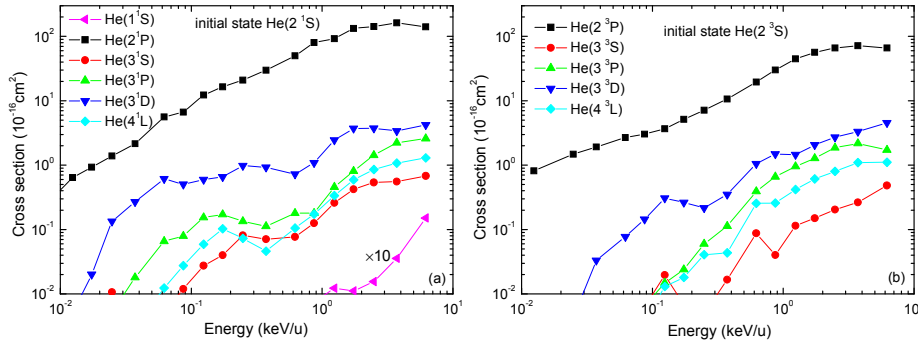 initial state He(2 ¹S)
He(1¹S)
He(2¹P)
He(3¹S)
He(3¹P)
He(3¹D)
He(4¹L)
×10
(a)
10²
10¹
10⁰
10⁻¹
10⁻²
Cross section (10⁻¹⁶cm²)
10⁻² 10⁻¹ 10⁰ 10¹
Energy (keV/u)
initial state He(2 ³S)
He(2 ³P)
He(3 ³S)
He(3 ³P)
He(3 ³D)
He(4 ³L)
(b)
10²
10¹
10⁰
10⁻¹
10⁻²
Cross section (10⁻¹⁶cm²)
10⁻² 10⁻¹ 10⁰ 10¹
Energy (keV/u)